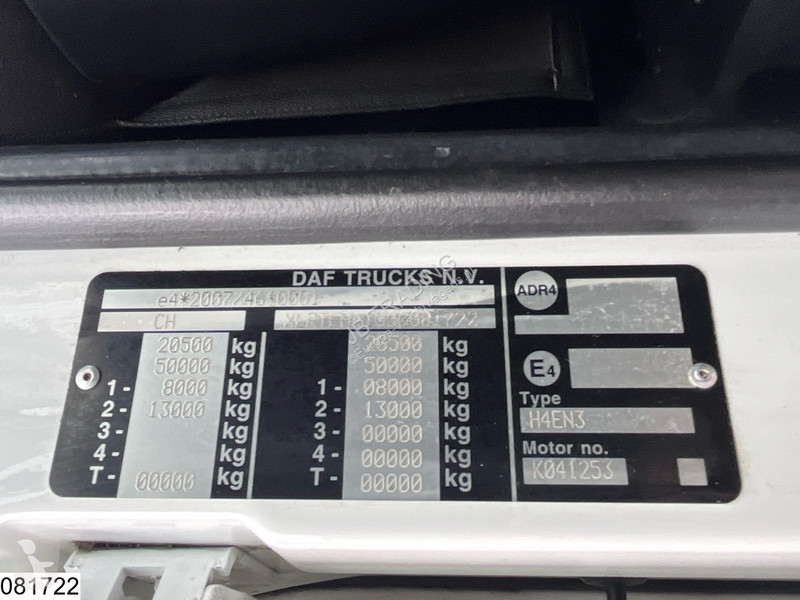 DAF TRUCKS N.V.
e4*2007/46*0001
CH
20500 kg 20500 kg
50000 kg 50000 kg
1- 8000 kg 1- 08000 kg
2- 13000 kg 2- 13000 kg
3- kg 3- 00000 kg
4- kg 4- 00000 kg
T- 00000 kg T- 00000 kg
ADR4
E4
Type
H4EN3
Motor no.
K041253
081722